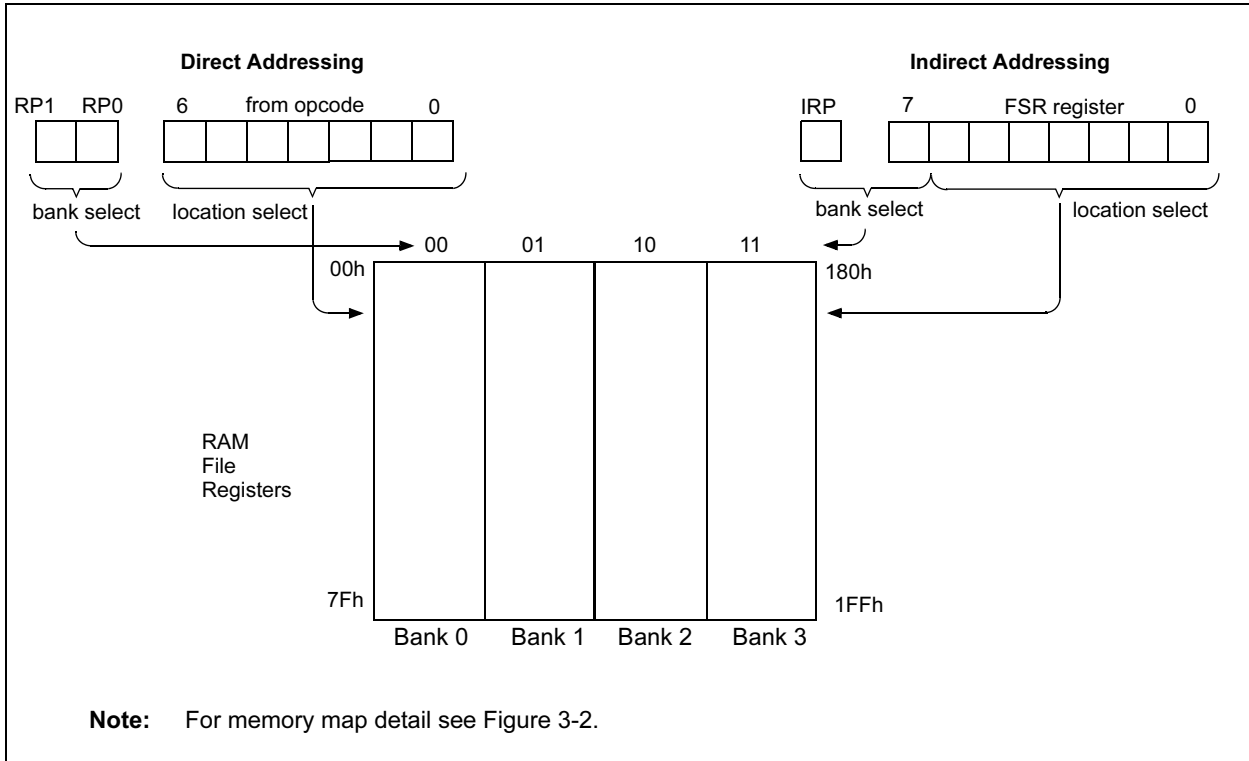 Direct Addressing
Indirect Addressing
RP1 RP0 6 from opcode 0
IRP 7 FSR register 0
bank select location select
bank select location select
00 01 10 11
00h 180h
RAM
File
Registers
7Fh 1FFh
Bank 0 Bank 1 Bank 2 Bank 3
Note: For memory map detail see Figure 3-2.